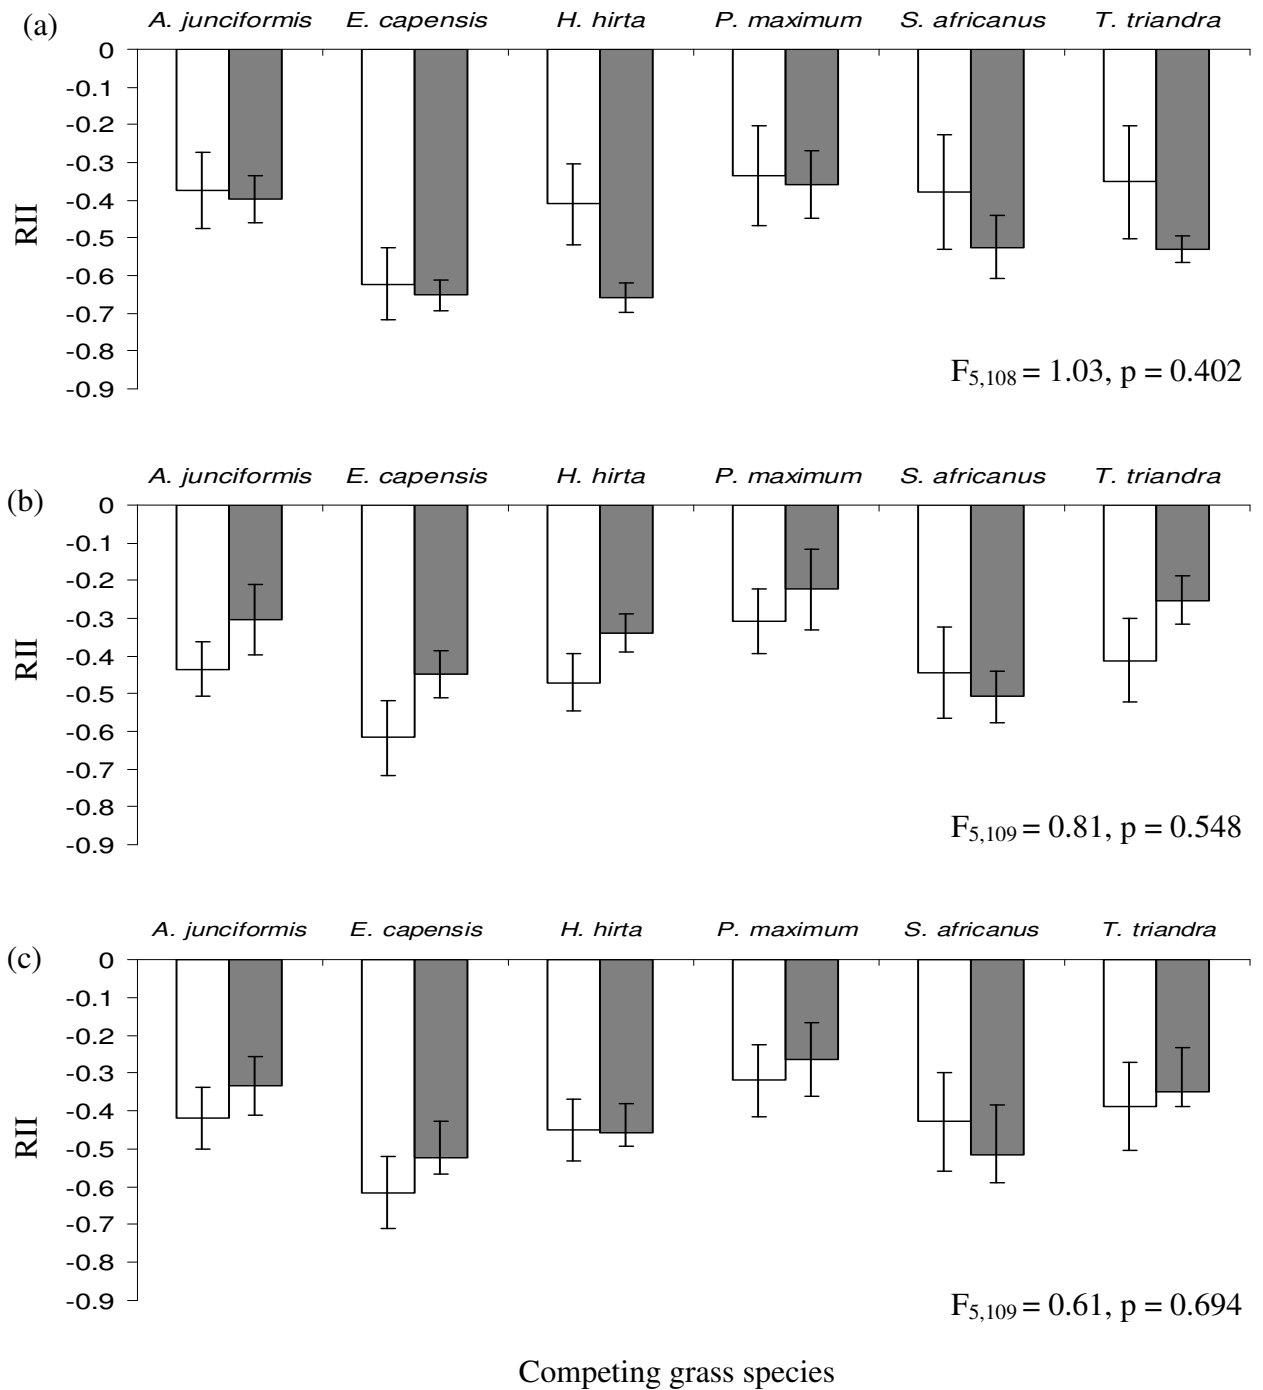 (a)
A. junciformis E. capensis H. hirta P. maximum S. africanus T. triandra
0
-0.1
-0.2
-0.3
-0.4
-0.5
-0.6
-0.7
-0.8
-0.9
RII
F5,108 = 1.03, p = 0.402
(b)
A. junciformis E. capensis H. hirta P. maximum S. africanus T. triandra
0
-0.1
-0.2
-0.3
-0.4
-0.5
-0.6
-0.7
-0.8
-0.9
RII
F5,109 = 0.81, p = 0.548
(c)
A. junciformis E. capensis H. hirta P. maximum S. africanus T. triandra
0
-0.1
-0.2
-0.3
-0.4
-0.5
-0.6
-0.7
-0.8
-0.9
RII
F5,109 = 0.61, p = 0.694
Competing grass species